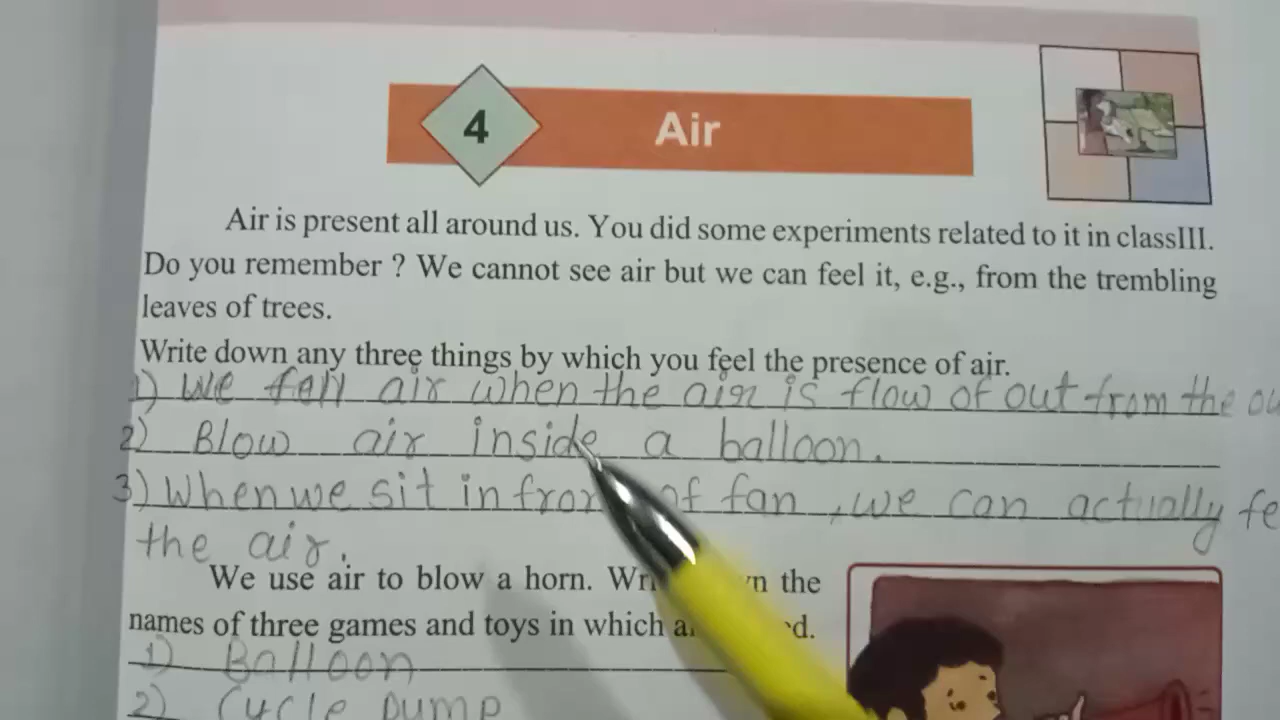 4
Air
Air is present all around us. You did some experiments related to it in classIII.
Do you remember ? We cannot see air but we can feel it, e.g., from the trembling
leaves of trees.
Write down any three things by which you feel the presence of air.
1) We fell air when the air is flow of out from the
2) Blow air inside a balloon.
3) When we sit in front of fan, we can actually
the air.
We use air to blow a horn. the
names of three games and toys in which
1) Balloon
2) Cycle pump